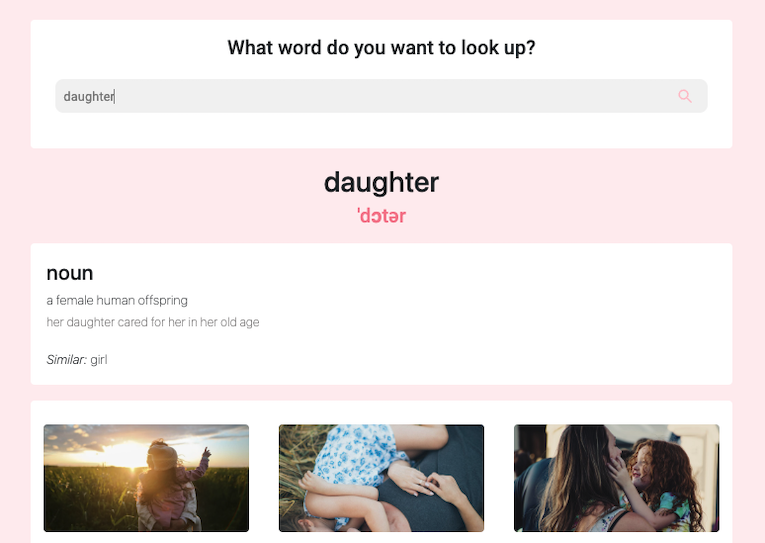 What word do you want to look up?
daughter
daughter
ˈdɔtər
noun
a female human offspring
her daughter cared for her in her old age
Similar: girl